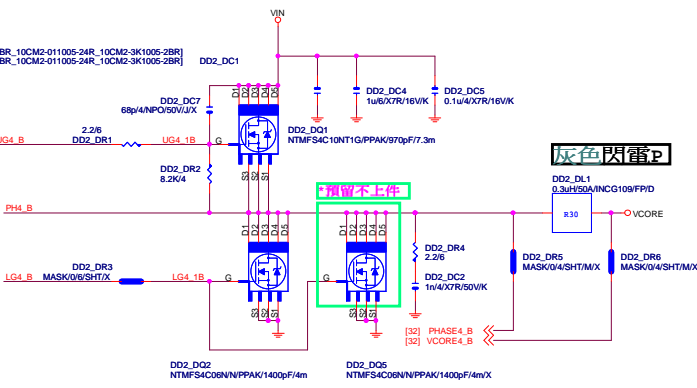 VIN
BR_10CM2-011005-24R_10CM2-3K1005-2BR]
BR_10CM2-011005-24R_10CM2-3K1005-2BR]
DD2_DC1
D1 D2 D3 D4 D5
DD2_DC7
68p/4/NPO/50V/J/X
DD2_DC4
1u/6/X7R/16V/K
DD2_DC5
0.1u/4/X7R/16V/K
2.2/6
UG4_B
DD2_DR1
UG4_1B
G
DD2_DQ1
NTMFS4C10NT1G/PPAK/970pF/7.3m
S3 S2 S1
DD2_DR2
8.2K/4
灰色閃電P
DD2_DL1
0.3uH/50A/INCG109/FP/D
*預留不上件
PH4_B
R30
VCORE
D1 D2 D3 D4 D5
D1 D2 D3 D4 D5
DD2_DR3
MASK/0/6/SHT/X
LG4_B
LG4_1B
G
G
DD2_DR4
2.2/6
DD2_DC2
1n/4/X7R/50V/K
DD2_DR5
MASK/0/4/SHT/M/X
DD2_DR6
MASK/0/4/SHT/M/X
S3 S2 S1
S3 S2 S1
[32] PHASE4_B
[32] VCORE4_B
DD2_DQ2
NTMFS4C06N/N/PPAK/1400pF/4m
DD2_DQ5
NTMFS4C06N/N/PPAK/1400pF/4m/X